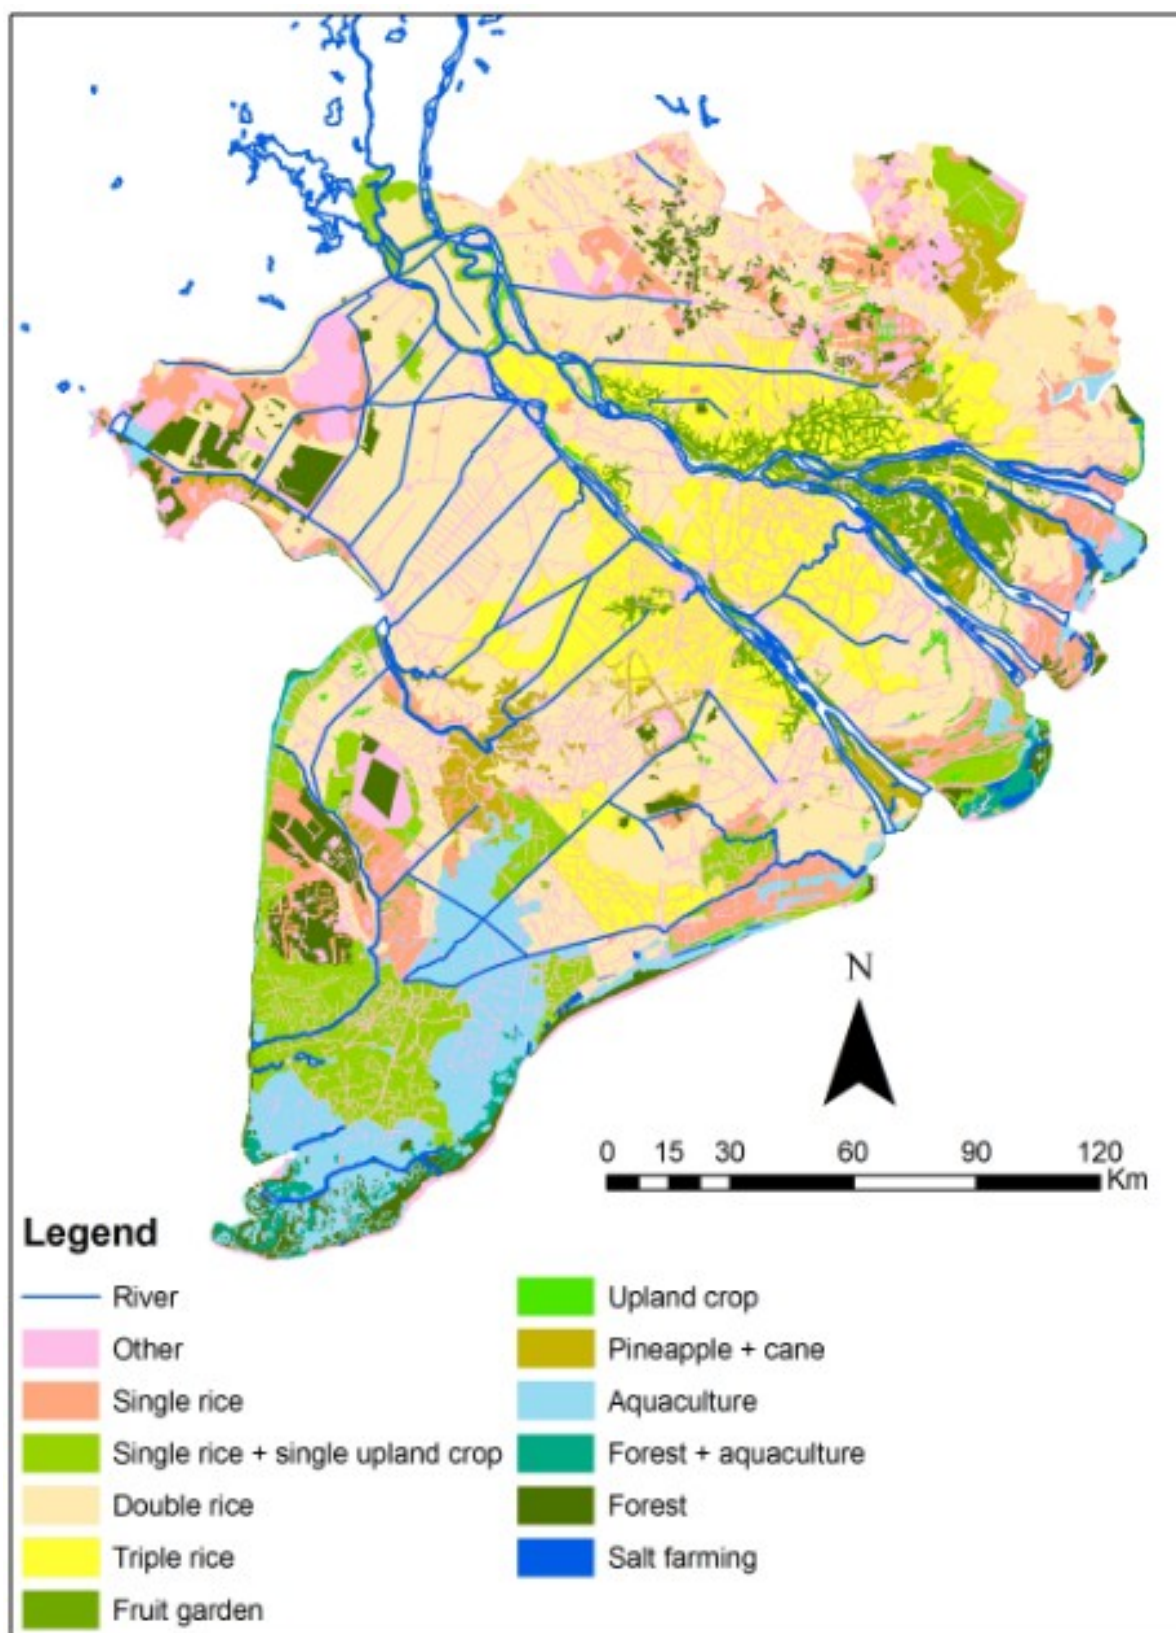 N
0 15 30 60 90 120
Km
Legend
River
Other
Single rice
Single rice + single upland crop
Double rice
Triple rice
Fruit garden
Upland crop
Pineapple + cane
Aquaculture
Forest + aquaculture
Forest
Salt farming